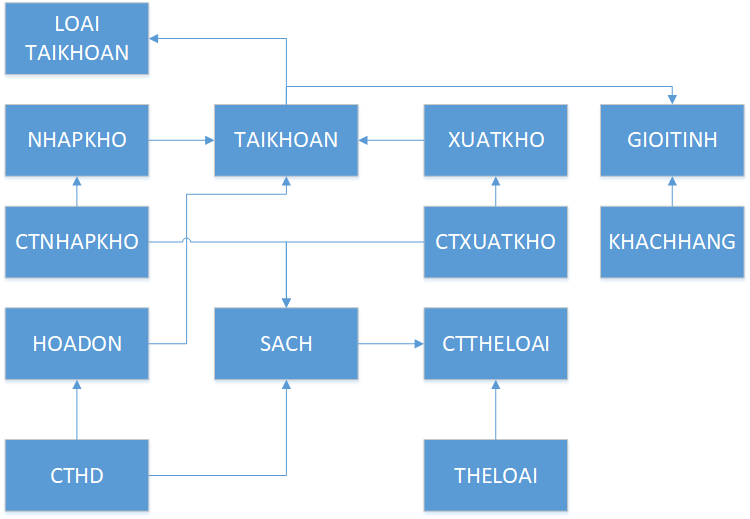 LOAI
TAIKHOAN
NHAPKHO
TAIKHOAN
XUATKHO
GIOITINH
CTNHAPKHO
CTXUATKHO
KHACHHANG
HOADON
SACH
CTTHELOAI
CTHD
THELOAI